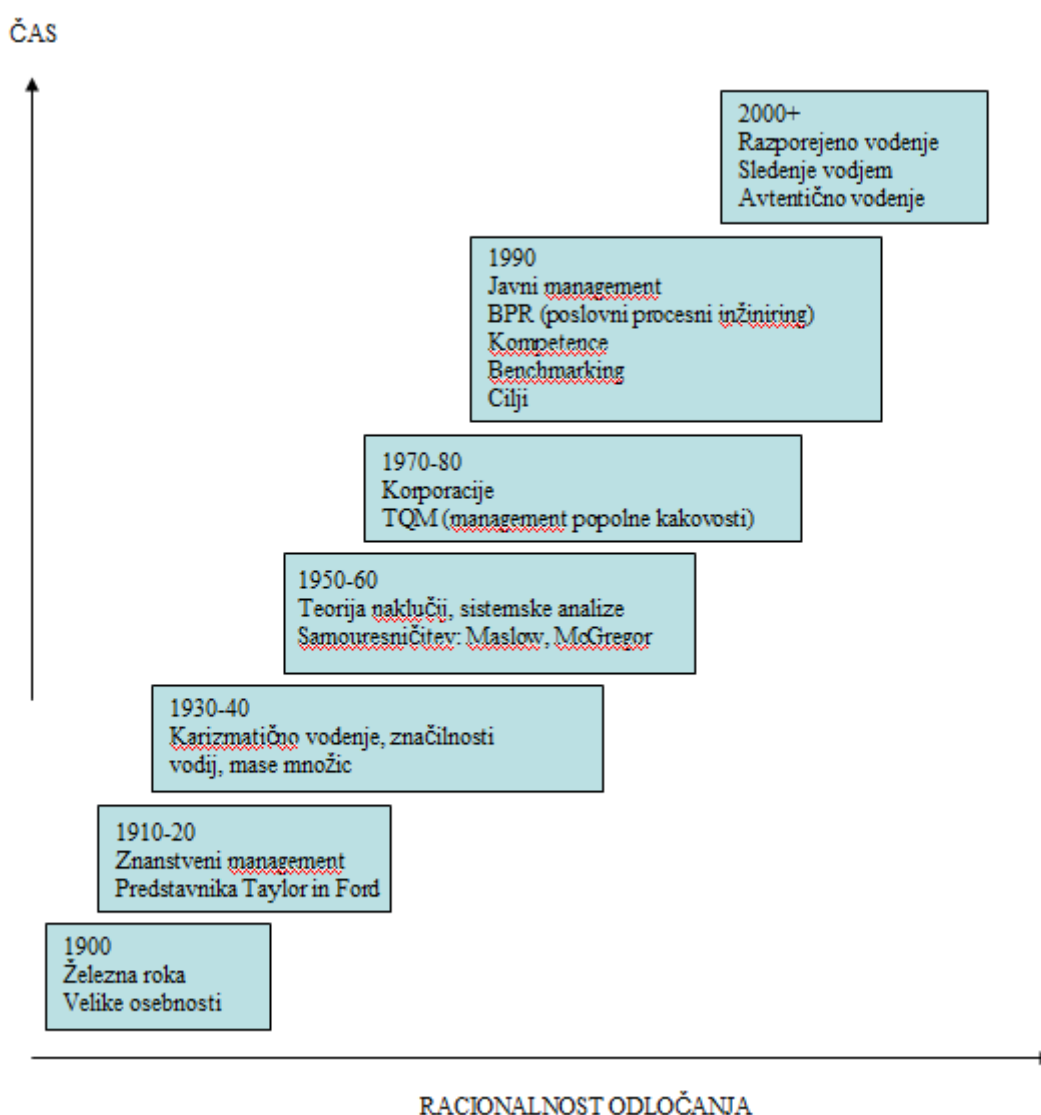 ČAS
2000+
Razporejeno vodenje
Sledenje vodjem
Avtentično vodenje
1990
Javni management
BPR (poslovni procesni inžiniring)
Kompetence
Benchmarking
Cilji
1970-80
Korporacije
TQM (management popolne kakovosti)
1950-60
Teorija naklučij, sistemske analize
Samouresničitev: Maslow, McGregor
1930-40
Karizmatično vodenje, značilnosti
vodij, mase množic
1910-20
Znanstveni management
Predstavnika Taylor in Ford
1900
Železna roka
Velike osebnosti
RACIONALNOST ODLOČANJA